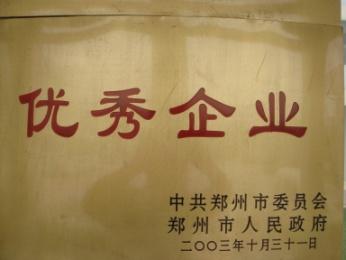 优秀企业
中共郑州市委员会
郑州市人民政府
二〇〇三年十月三十一日